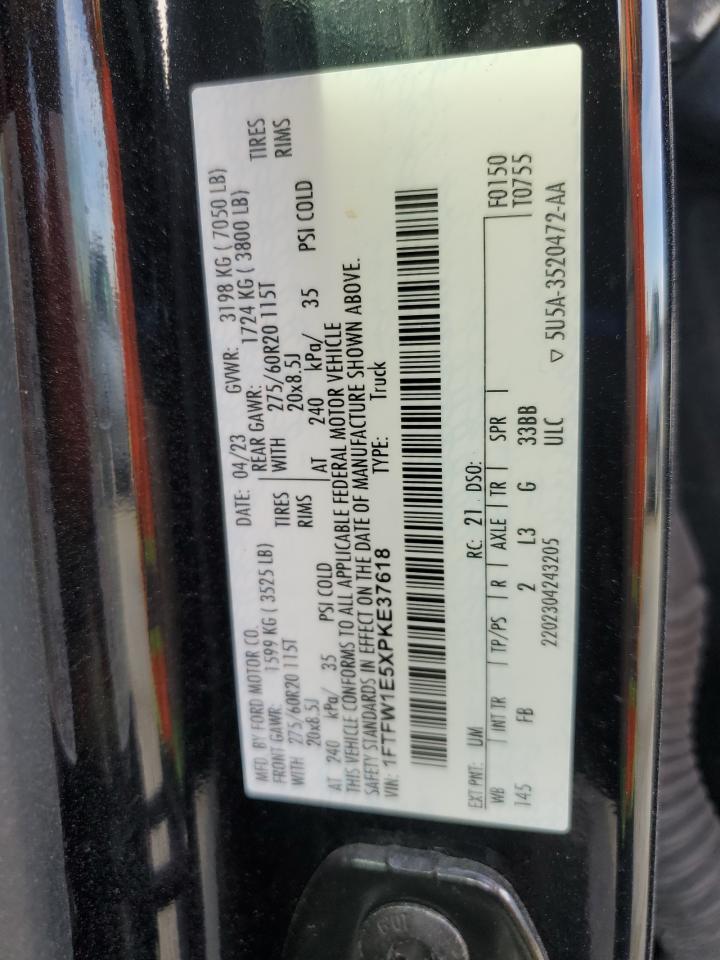 MFD. BY FORD MOTOR CO.
DATE: 04/23 GVWR: 3198 KG ( 7050 LB)
FRONT GAWR: 1599 KG ( 3525 LB) REAR GAWR: 1724 KG ( 3800 LB)
WITH 275/60R20 115T TIRES WITH 275/60R20 115T TIRES
20x8.5J RIMS 20x8.5J RIMS
AT 240 kPa/ 35 PSI COLD AT 240 kPa/ 35 PSI COLD
THIS VEHICLE CONFORMS TO ALL APPLICABLE FEDERAL MOTOR VEHICLE
SAFETY STANDARDS IN EFFECT ON THE DATE OF MANUFACTURE SHOWN ABOVE.
VIN: 1FTFW1E5XPKE37618 TYPE: Truck
EXT PNT: UM RC: 21 DSO: F0150
WB INT TR TP/PS R AXLE TR SPR T0755
145 FB 2 L3 G 33BB
2202304243205 ULC ▽ 5U5A-3520472-AA